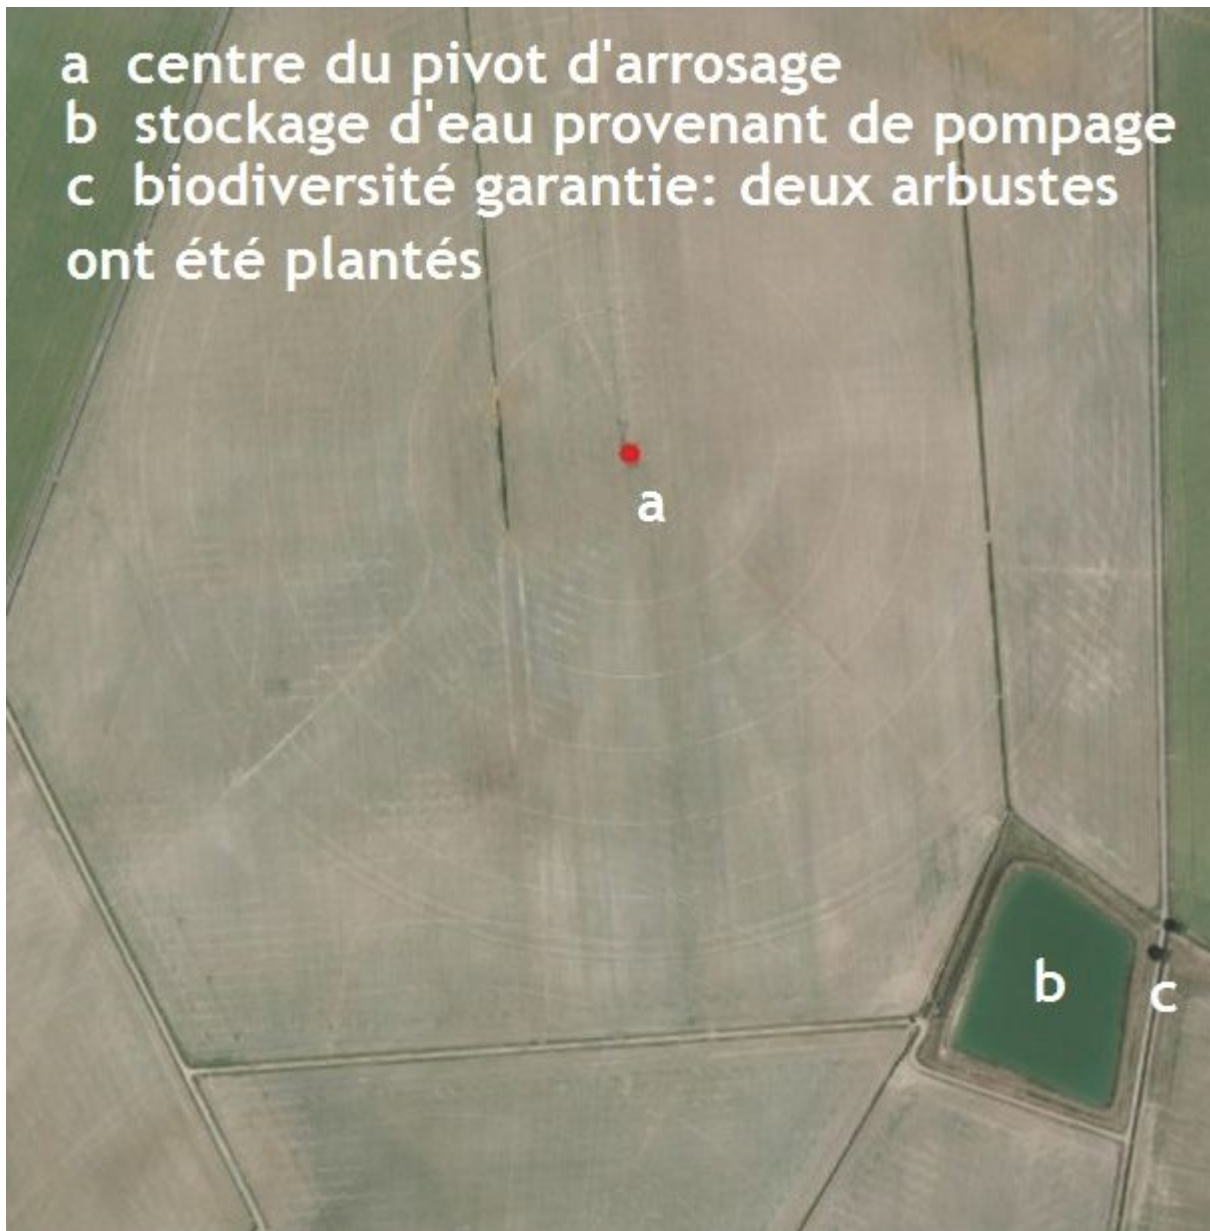 a centre du pivot d'arrosage
b stockage d'eau provenant de pompage
c biodiversité garantie: deux arbustes
ont été plantés
a
b
c